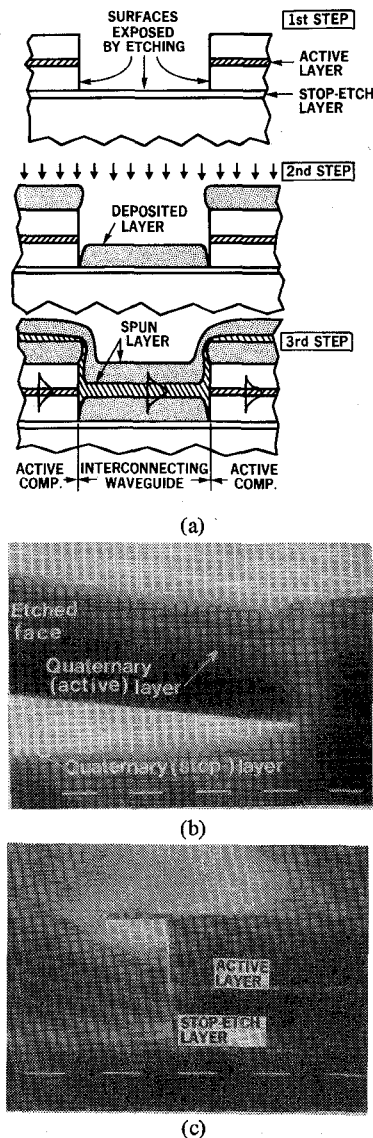 SURFACES
EXPOSED
BY ETCHING
1st STEP
ACTIVE
LAYER
STOP-ETCH
LAYER
2nd STEP
DEPOSITED
LAYER
SPUN
LAYER
3rd STEP
ACTIVE
COMP.
INTERCONNECTING
WAVEGUIDE
ACTIVE
COMP.
(a)
Etched
face
Quaternary
(active) layer
Quaternary (stop-) layer
(b)
ACTIVE
LAYER
STOP-ETCH
LAYER
(c)